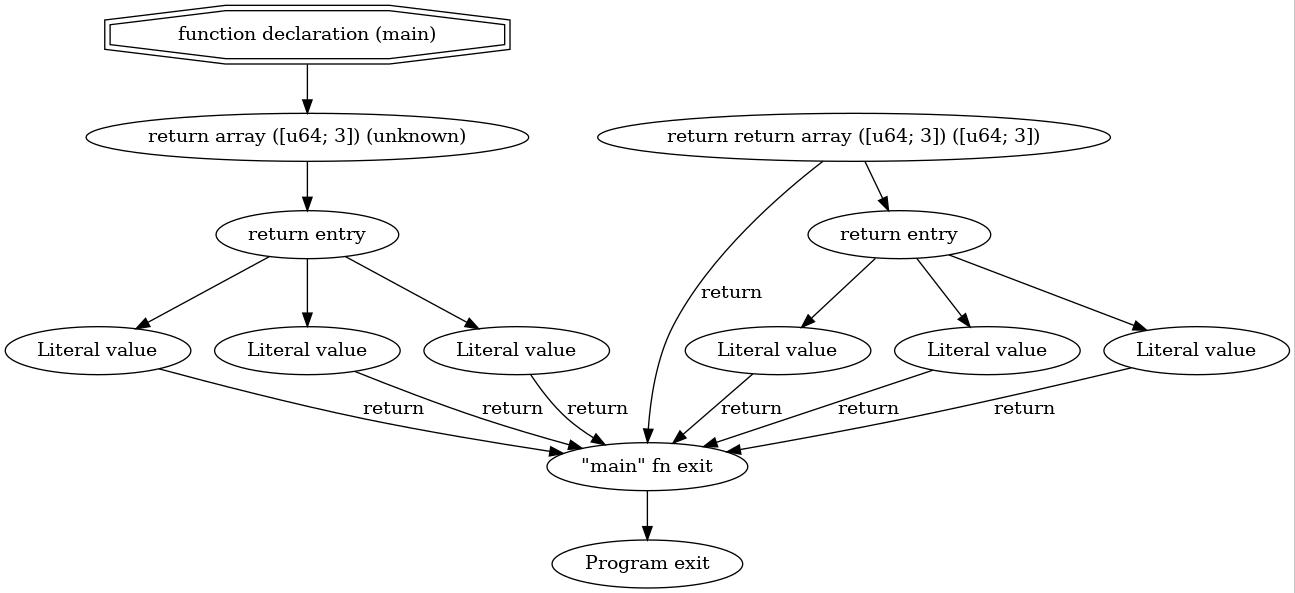 function declaration (main)
return array ([u64; 3]) (unknown)
return return array ([u64; 3]) ([u64; 3])
return entry
return entry
return
Literal value
Literal value
Literal value
Literal value
Literal value
Literal value
return
return
return
return
return
return
"main" fn exit
Program exit